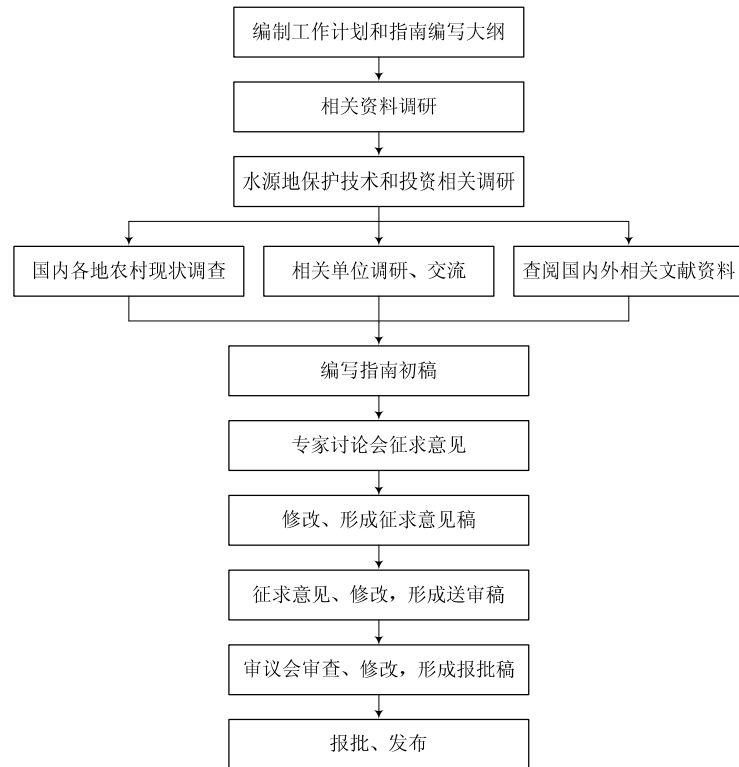 编制工作计划和指南编写大纲
相关资料调研
水源地保护技术和投资相关调研
国内各地农村现状调查
相关单位调研、交流
查阅国内外相关文献资料
编写指南初稿
专家讨论会征求意见
修改、形成征求意见稿
征求意见、修改，形成送审稿
审议会审查、修改，形成报批稿
报批、发布